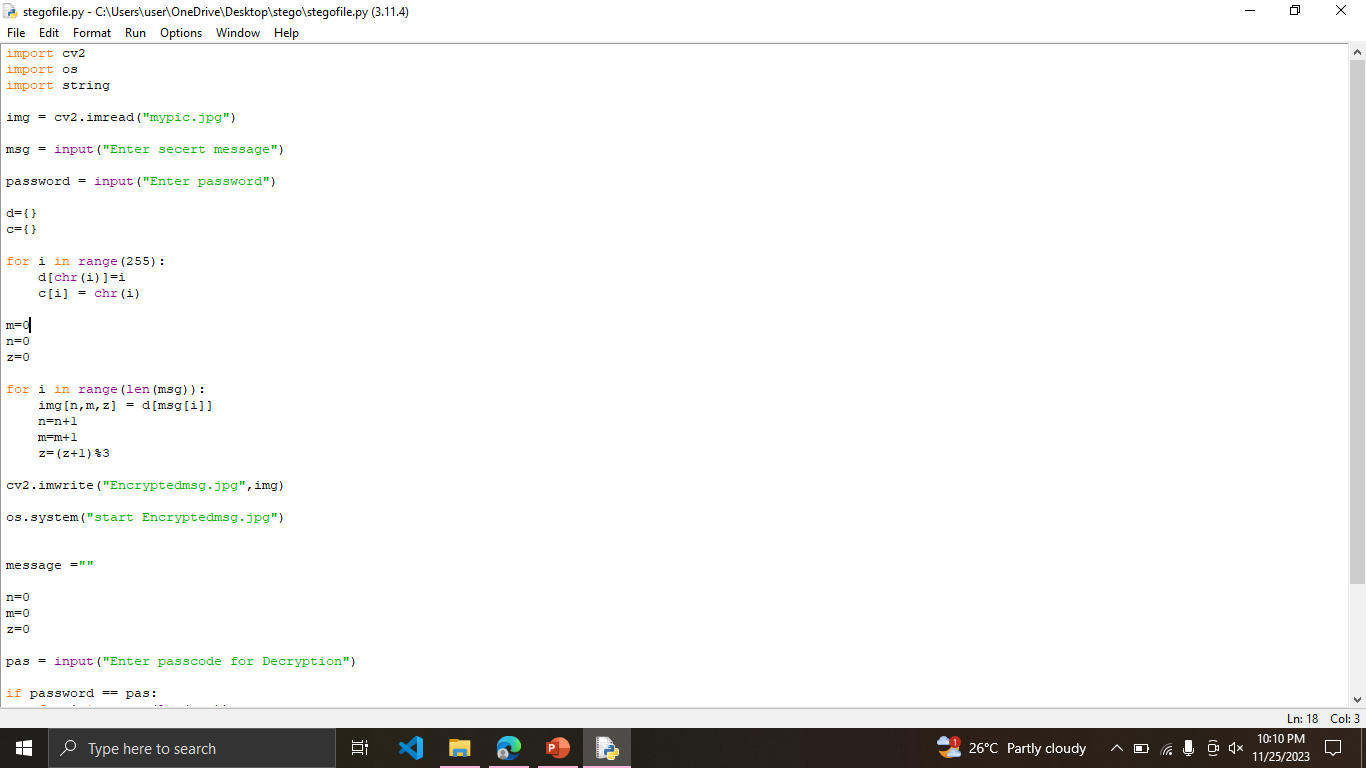 stegofile.py - C:\Users\user\OneDrive\Desktop\stego\stegofile.py (3.11.4)
File Edit Format Run Options Window Help
import cv2
import os
import string
img = cv2.imread("mypic.jpg")
msg = input("Enter secert message")
password = input("Enter password")
d={}
c={}
for i in range(255):
    d[chr(i)]=i
    c[i] = chr(i)
m=0
n=0
z=0
for i in range(len(msg)):
    img[n,m,z] = d[msg[i]]
    n=n+1
    m=m+1
    z=(z+1)%3
cv2.imwrite("Encryptedmsg.jpg",img)
os.system("start Encryptedmsg.jpg")
message =""
n=0
m=0
z=0
pas = input("Enter passcode for Decryption")
if password == pas:
Ln: 18 Col: 3
Type here to search
1
26°C Partly cloudy
10:10 PM
11/25/2023